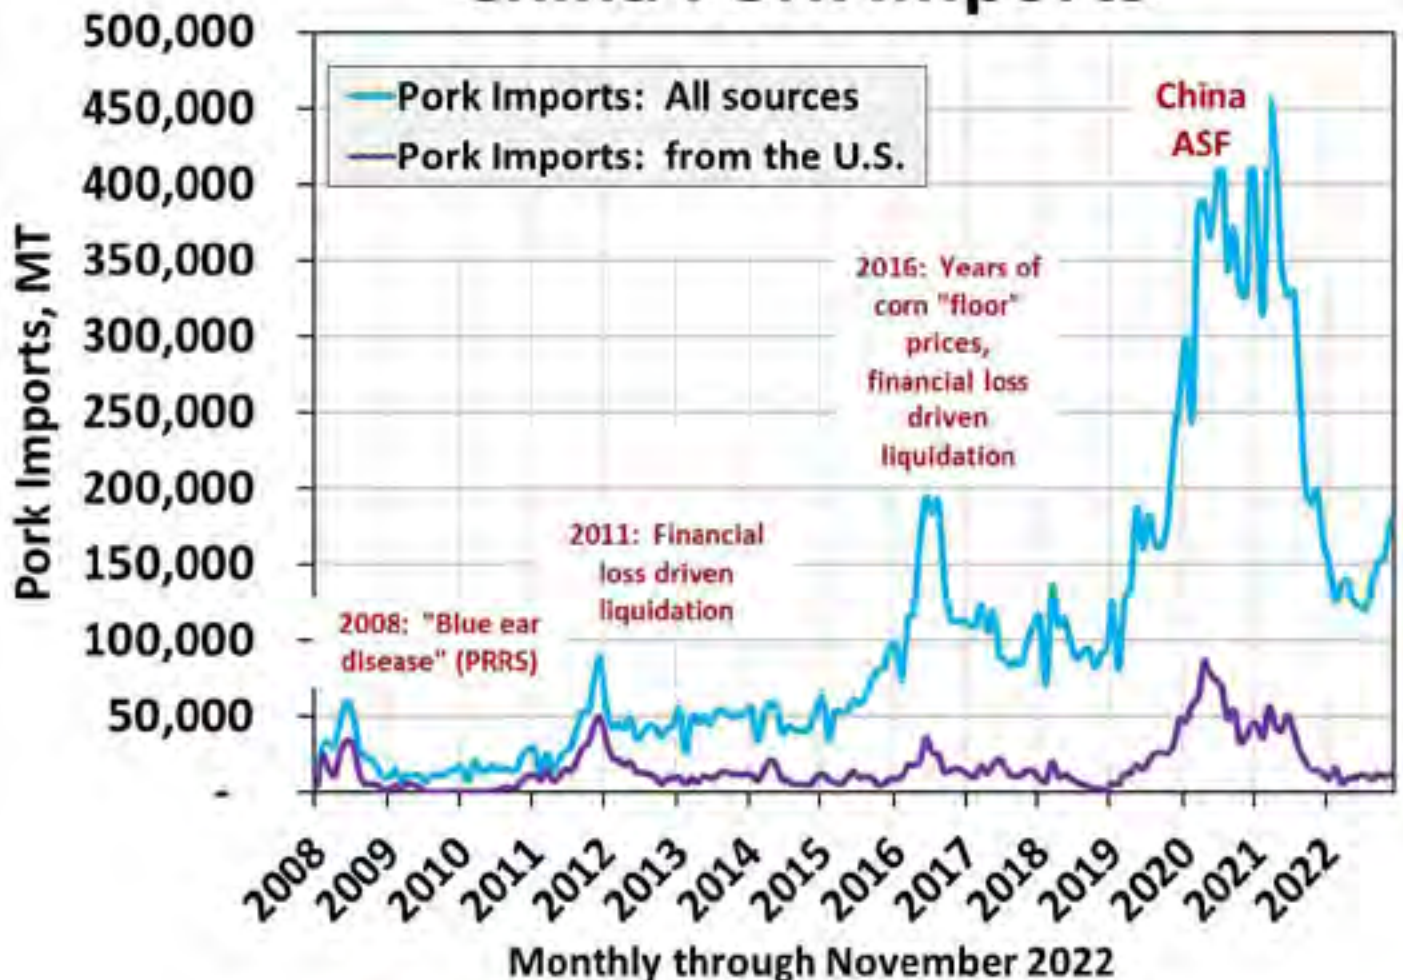 China Pork Imports
500,000
450,000
400,000
350,000
300,000
250,000
200,000
150,000
100,000
50,000
-
Pork Imports, MT
Pork Imports: All sources
Pork Imports: from the U.S.
China
ASF
2016: Years of
corn "floor"
prices,
financial loss
driven
liquidation
2011: Financial
loss driven
liquidation
2008: "Blue ear
disease" (PRRS)
2008
2009
2010
2011
2012
2013
2014
2015
2016
2017
2018
2019
2020
2021
2022
Monthly through November 2022